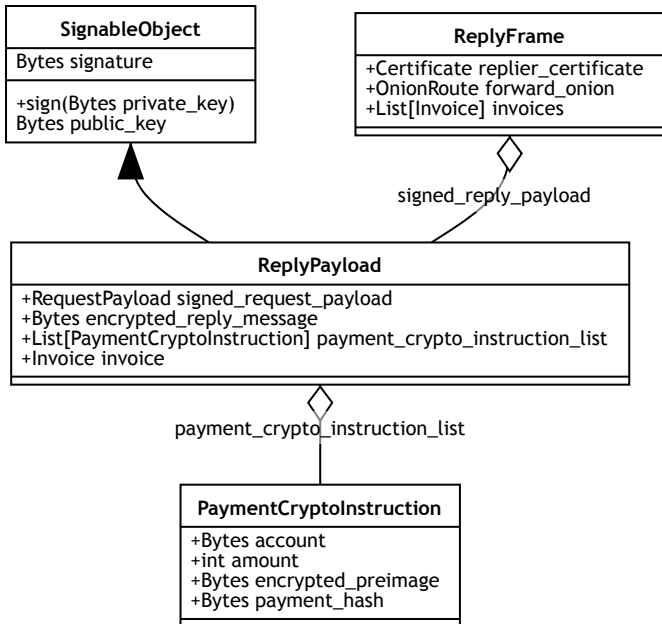 SignableObject
Bytes signature
+sign(Bytes private_key)
Bytes public_key
ReplyFrame
+Certificate replier_certificate
+OnionRoute forward_onion
+List[Invoice] invoices
signed_reply_payload
ReplyPayload
+RequestPayload signed_request_payload
+Bytes encrypted_reply_message
+List[PaymentCryptoInstruction] payment_crypto_instruction_list
+Invoice invoice
payment_crypto_instruction_list
PaymentCryptoInstruction
+Bytes account
+int amount
+Bytes encrypted_preimage
+Bytes payment_hash